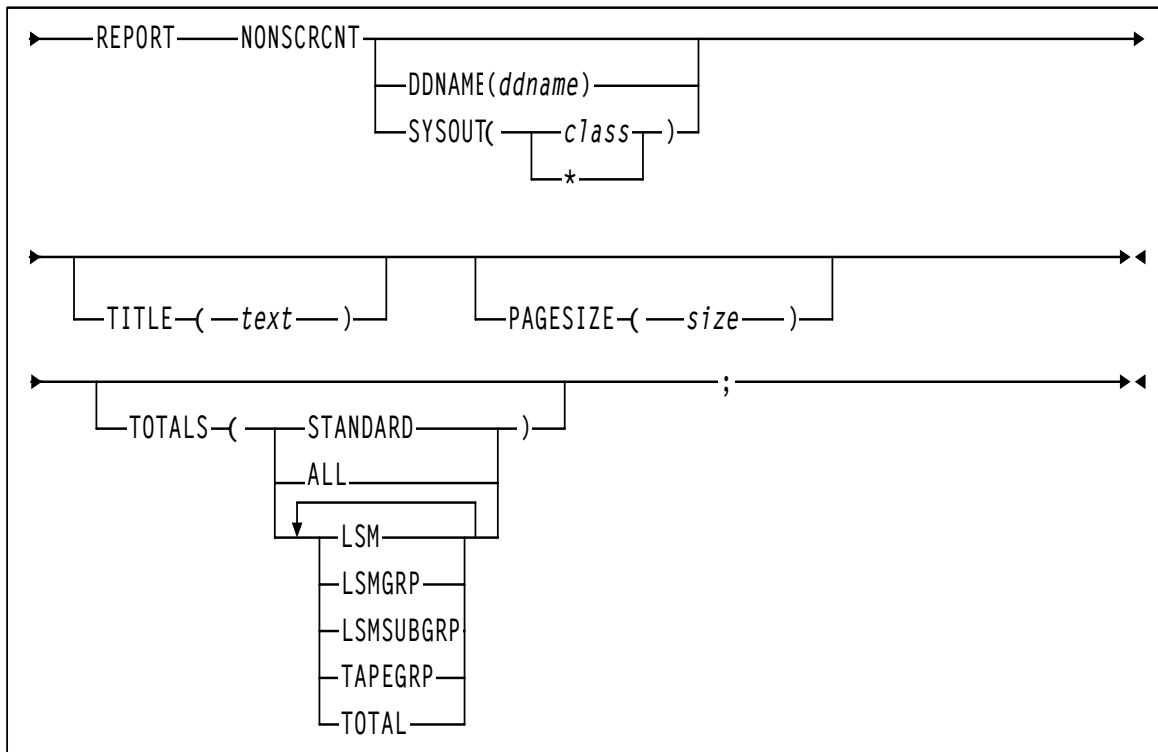 REPORT NONSCRCNT
DDNAME(ddname)
SYSOUT( class )
*
TITLE ( text ) PAGESIZE ( size )
;
TOTALS ( STANDARD )
ALL
LSM
LSMGRP
LSMSUBGRP
TAPEGRP
TOTAL